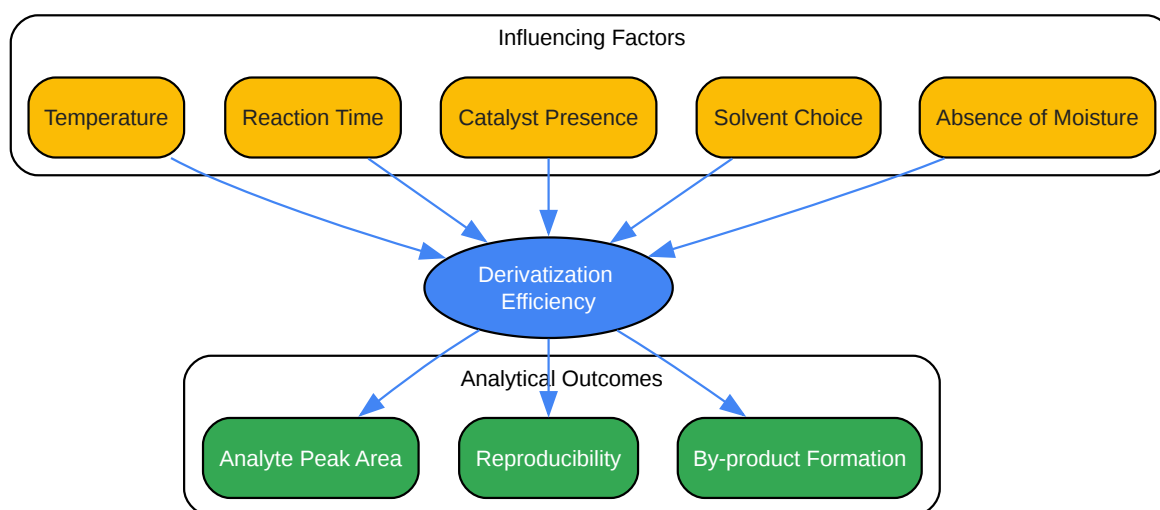 Influencing Factors
Temperature
Reaction Time
Catalyst Presence
Solvent Choice
Absence of Moisture
Derivatization
Efficiency
Analytical Outcomes
Analyte Peak Area
Reproducibility
By-product Formation